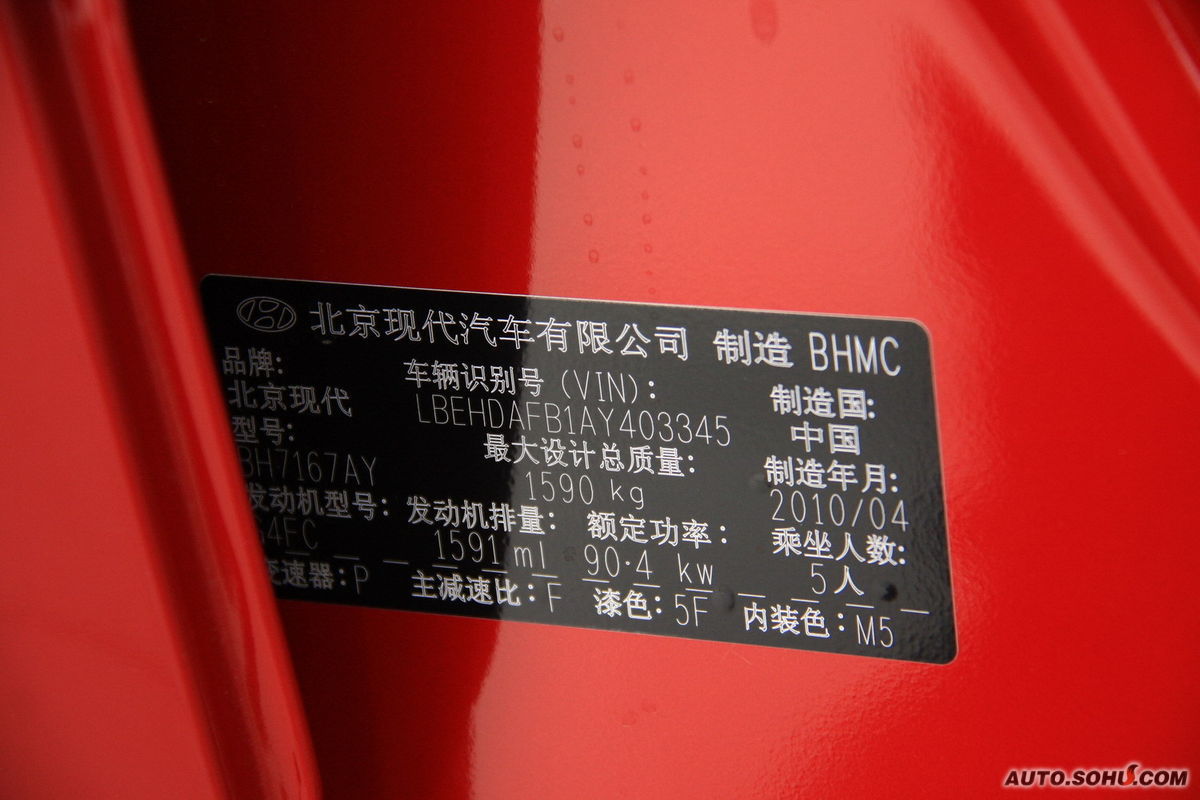 北京现代汽车有限公司 制造 BHMC
品牌: 车辆识别号 (VIN): 制造国:
北京现代 LBEHDAFB1AY403345 中国
型号: 最大设计总质量: 制造年月:
BH7167AY 1590 kg 2010/04
发动机型号: 发动机排量: 额定功率: 乘坐人数:
G4FC 1591 ml 90.4 kw 5人
变速器:P 主减速比:F 漆色:5F 内装色:M5
AUTO.SOHU.COM